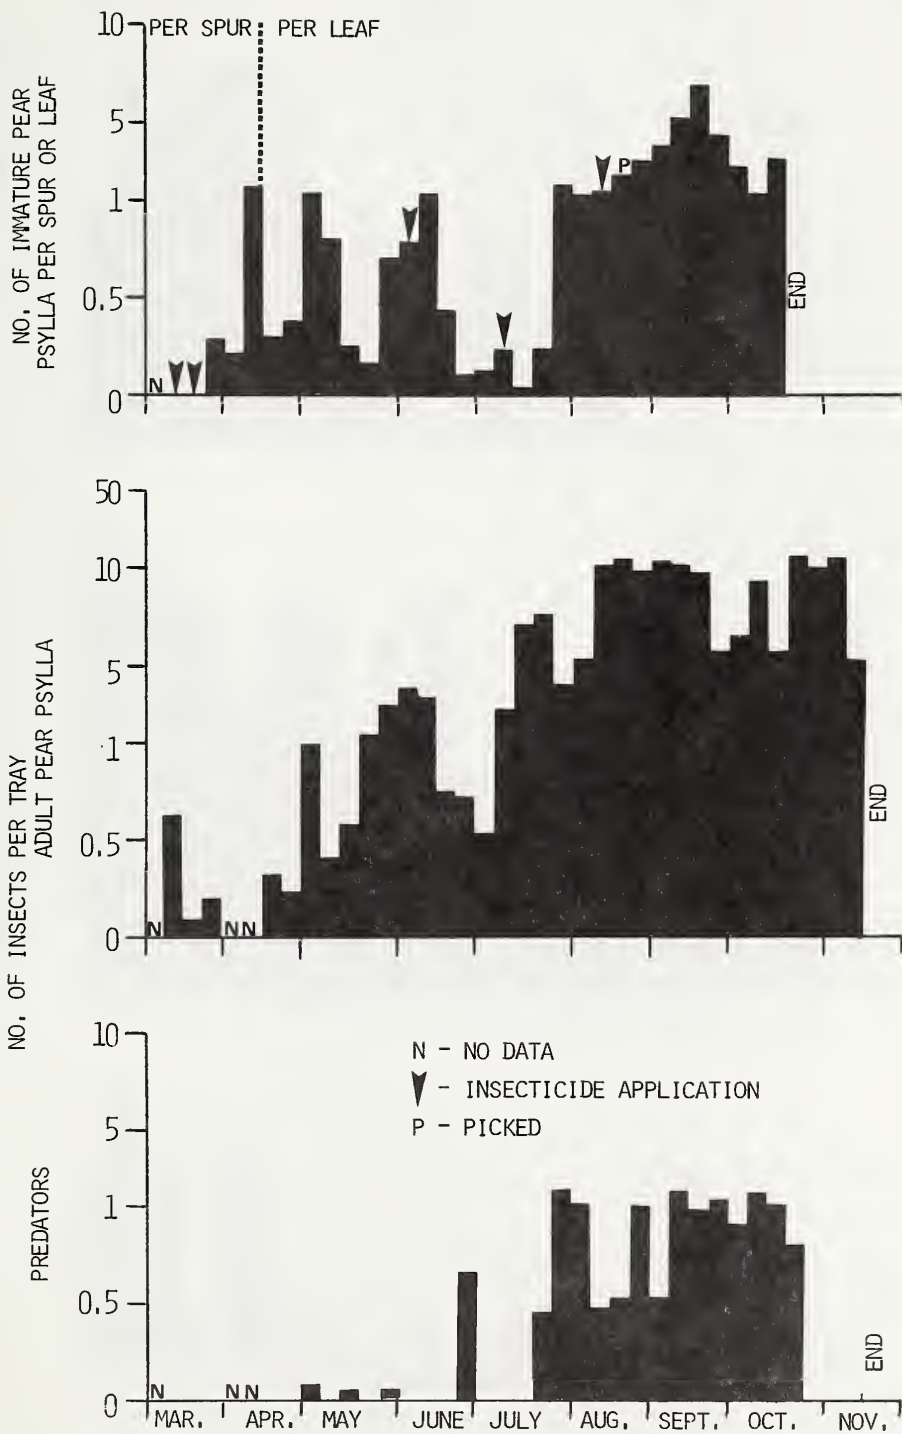 NO. OF IMMATURE PEAR
PSYLLA PER SPUR OR LEAF
PER SPUR PER LEAF
10
5
1
0.5
0
N
P
END
NO. OF INSECTS PER TRAY
ADULT PEAR PSYLLA
50
10
5
1
0.5
0
N
N N
END
PREDATORS
10
5
1
0.5
0
N - NO DATA
- INSECTICIDE APPLICATION
P - PICKED
N
N N
END
MAR. APR. MAY JUNE JULY AUG. SEPT. OCT. NOV.